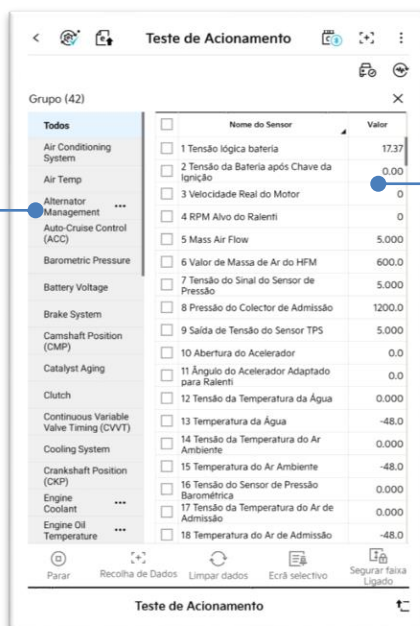 Teste de Acionamento
Grupo (42)
Todos
Air Conditioning
System
Air Temp
Alternator
Management
Auto-Cruise Control
(ACC)
Barometric Pressure
Battery Voltage
Brake System
Camshaft Position
(CMP)
Catalyst Aging
Clutch
Continuous Variable
Valve Timing (CVVT)
Cooling System
Crankshaft Position
(CKP)
Engine
Coolant
Engine Oil
Temperature
Nome do Sensor Valor
1 Tensão lógica bateria 17.37
2 Tensão da Bateria após Chave da
Ignição 0.00
3 Velocidade Real do Motor 0
4 RPM Alvo do Ralenti 0
5 Mass Air Flow 5.000
6 Valor de Massa de Ar do HFM 600.0
7 Tensão do Sinal do Sensor de
Pressão 5.000
8 Pressão do Colector de Admissão 1200.0
9 Saída de Tensão do Sensor TPS 5.000
10 Abertura do Acelerador 0.0
11 Ângulo do Acelerador Adaptado
para Ralenti 0.0
12 Tensão da Temperatura da Água 0.000
13 Temperatura da Água -48.0
14 Tensão da Temperatura do Ar
Ambiente 0.000
15 Temperatura do Ar Ambiente -48.0
16 Tensão do Sensor de Pressão
Barométrica 0.000
17 Tensão da Temperatura do Ar de
Admissão 0.000
18 Temperatura do Ar de Admissão -48.0
Parar
Recolha de Dados
Limpar dados
Ecrã selectivo
Segurar faixa
Ligado
Teste de Acionamento